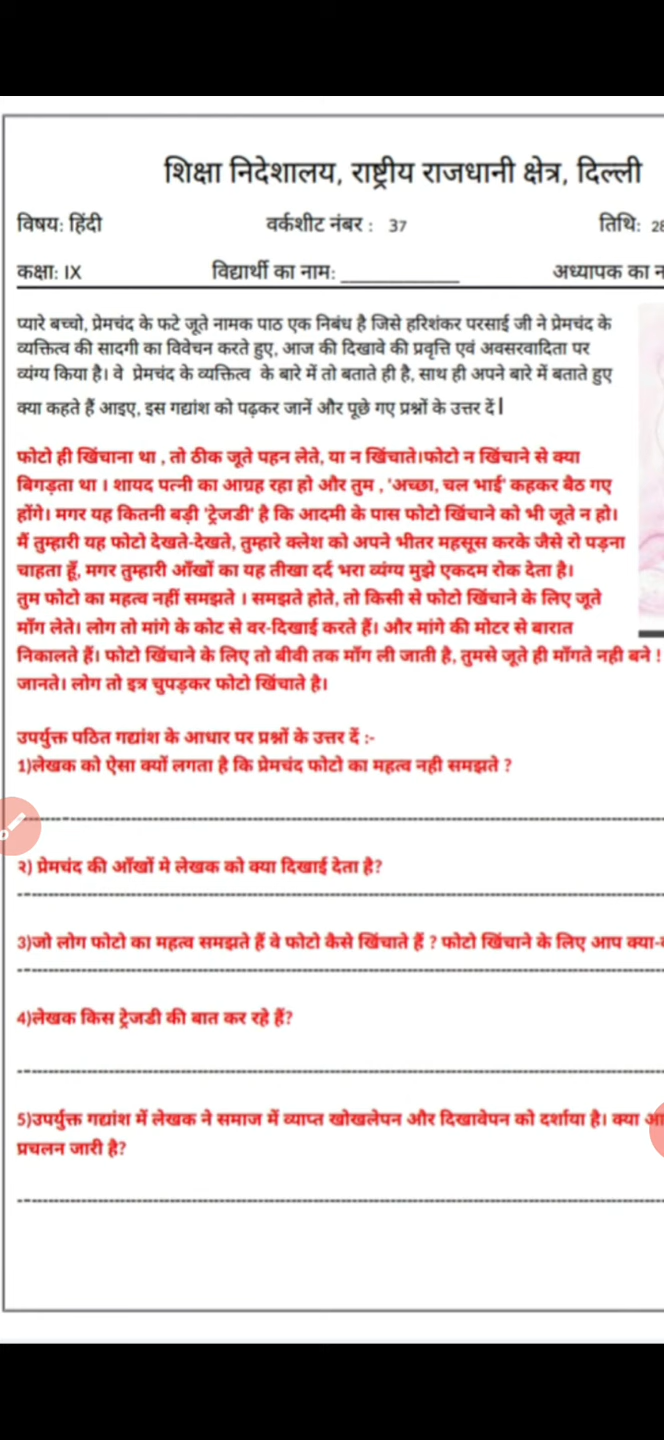 शिक्षा निदेशालय, राष्ट्रीय राजधानी क्षेत्र, दिल्ली
विषय: हिंदी वर्कशीट नंबर : 37 तिथि: 28
कक्षा: IX विद्यार्थी का नाम: ____________ अध्यापक का
प्यारे बच्चो, प्रेमचंद के फटे जूते नामक पाठ एक निबंध है जिसे हरिशंकर परसाई जी ने प्रेमचंद के
व्यक्तित्व की सादगी का विवेचन करते हुए, आज की दिखावे की प्रवृत्ति एवं अवसरवादिता पर
व्यंग्य किया है। वे प्रेमचंद के व्यक्तित्व के बारे में तो बताते ही है, साथ ही अपने बारे में बताते हुए
क्या कहते हैं आइए, इस गद्यांश को पढ़कर जानें और पूछे गए प्रश्नों के उत्तर दें|
फोटो ही खिंचाना था , तो ठीक जूते पहन लेते, या न खिंचाते।फोटो न खिंचाने से क्या
बिगड़ता था । शायद पत्नी का आग्रह रहा हो और तुम , 'अच्छा, चल भाई' कहकर बैठ गए
होंगे। मगर यह कितनी बड़ी 'ट्रेजडी' है कि आदमी के पास फोटो खिंचाने को भी जूते न हो।
मैं तुम्हारी यह फोटो देखते-देखते, तुम्हारे क्लेश को अपने भीतर महसूस करके जैसे रो पड़ना
चाहता हूँ, मगर तुम्हारी आँखों का यह तीखा दर्द भरा व्यंग्य मुझे एकदम रोक देता है।
तुम फोटो का महत्व नहीं समझते । समझते होते, तो किसी से फोटो खिंचाने के लिए जूते
माँग लेते। लोग तो मांगे के कोट से वर-दिखाई करते हैं। और मांगे की मोटर से बारात
निकालते हैं। फोटो खिंचाने के लिए तो बीवी तक माँग ली जाती है, तुमसे जूते ही माँगते नही बने !
जानते। लोग तो इत्र चुपड़कर फोटो खिंचाते है।
उपर्युक्त पठित गद्यांश के आधार पर प्रश्नों के उत्तर दें :-
1)लेखक को ऐसा क्यों लगता है कि प्रेमचंद फोटो का महत्व नही समझते ?
२) प्रेमचंद की आँखों मे लेखक को क्या दिखाई देता है?
3)जो लोग फोटो का महत्व समझते हैं वे फोटो कैसे खिंचाते हैं ? फोटो खिंचाने के लिए आप क्या-
4)लेखक किस ट्रेजडी की बात कर रहे हैं?
5)उपर्युक्त गद्यांश में लेखक ने समाज में व्याप्त खोखलेपन और दिखावेपन को दर्शाया है। क्या
प्रचलन जारी है?